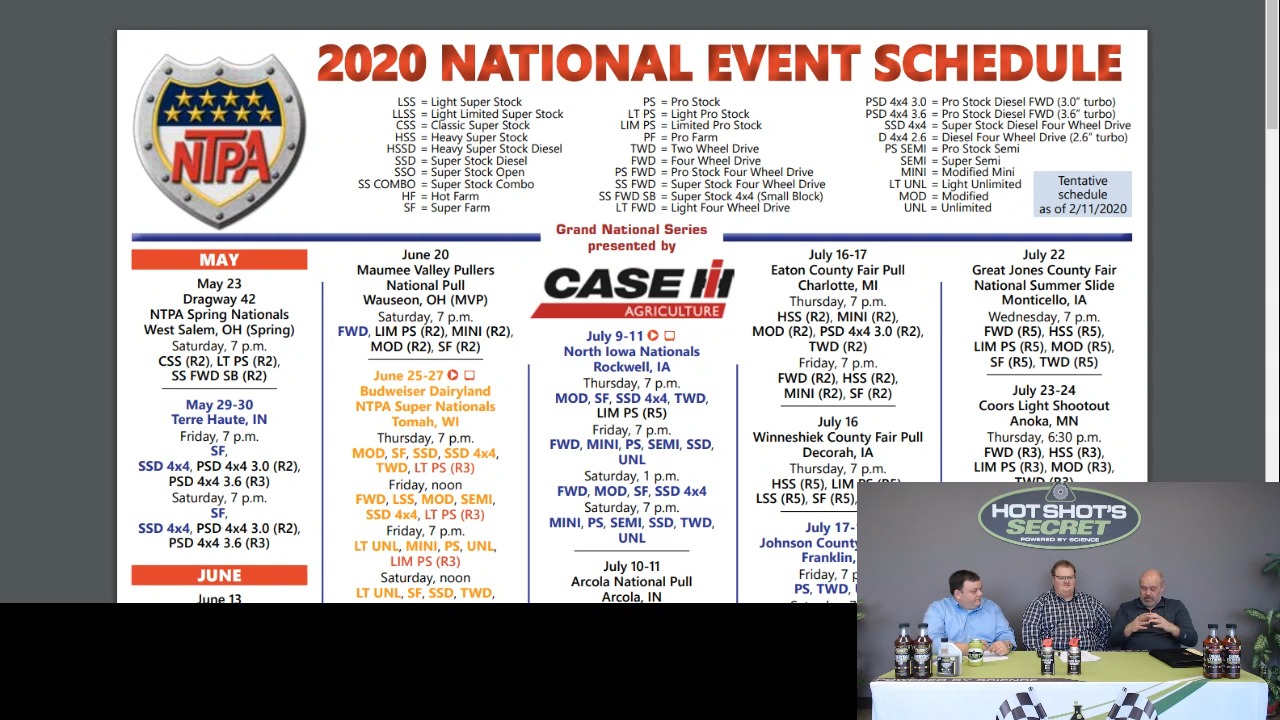 NTPA
2020 NATIONAL EVENT SCHEDULE
LSS = Light Super Stock
LLSS = Light Limited Super Stock
CSS = Classic Super Stock
HSS = Heavy Super Stock
HSSD = Heavy Super Stock Diesel
SSD = Super Stock Diesel
SSO = Super Stock Open
SS COMBO = Super Stock Combo
HF = Hot Farm
SF = Super Farm
PS = Pro Stock
LT PS = Light Pro Stock
LIM PS = Limited Pro Stock
PF = Pro Farm
TWD = Two Wheel Drive
FWD = Four Wheel Drive
PS FWD = Pro Stock Four Wheel Drive
SS FWD = Super Stock Four Wheel Drive
SS FWD SB = Super Stock 4x4 (Small Block)
LT FWD = Light Four Wheel Drive
PSD 4x4 3.0 = Pro Stock Diesel FWD (3.0" turbo)
PSD 4x4 3.6 = Pro Stock Diesel FWD (3.6" turbo)
SSD 4x4 = Super Stock Diesel Four Wheel Drive
D 4x4 2.6 = Diesel Four Wheel Drive (2.6" turbo)
PS SEMI = Pro Stock Semi
SEMI = Super Semi
MINI = Modified Mini
LT UNL = Light Unlimited
MOD = Modified
UNL = Unlimited
Tentative
schedule
as of 2/11/2020
MAY
May 23
Dragway 42
NTPA Spring Nationals
West Salem, OH (Spring)
Saturday, 7 p.m.
CSS (R2), LT PS (R2),
SS FWD SB (R2)
May 29-30
Terre Haute, IN
Friday, 7 p.m.
SF,
SSD 4x4, PSD 4x4 3.0 (R2),
PSD 4x4 3.6 (R3)
Saturday, 7 p.m.
SF,
SSD 4x4, PSD 4x4 3.0 (R2),
PSD 4x4 3.6 (R3)
JUNE
June 13
June 20
Maumee Valley Pullers
National Pull
Wauseon, OH (MVP)
Saturday, 7 p.m.
FWD, LIM PS (R2), MINI (R2),
MOD (R2), SF (R2)
June 25-27
Budweiser Dairyland
NTPA Super Nationals
Tomah, WI
Thursday, 7 p.m.
MOD, SF, SSD, SSD 4x4,
TWD, LT PS (R3)
Friday, noon
FWD, LSS, MOD, SEMI,
SSD 4x4, LT PS (R3)
Friday, 7 p.m.
LT UNL, MINI, PS, UNL,
LIM PS (R3)
Saturday, noon
LT UNL, SF, SSD, TWD,
Grand National Series
presented by
CASE IH
AGRICULTURE
July 9-11
North Iowa Nationals
Rockwell, IA
Thursday, 7 p.m.
MOD, SF, SSD 4x4, TWD,
LIM PS (R5)
Friday, 7 p.m.
FWD, MINI, PS, SEMI, SSD,
UNL
Saturday, 1 p.m.
FWD, MOD, SF, SSD 4x4
Saturday, 7 p.m.
MINI, PS, SEMI, SSD, TWD,
UNL
July 10-11
Arcola National Pull
Arcola, IN
July 16-17
Eaton County Fair Pull
Charlotte, MI
Thursday, 7 p.m.
HSS (R2), MINI (R2),
MOD (R2), PSD 4x4 3.0 (R2),
TWD (R2)
Friday, 7 p.m.
FWD (R2), HSS (R2),
MINI (R2), SF (R2)
July 16
Winneshiek County Fair Pull
Decorah, IA
Thursday, 7 p.m.
HSS (R5), LIM PS (R5),
LSS (R5), SF (R5),
July 17-
Johnson County
Franklin,
Friday, 7 p
PS, TWD,
July 22
Great Jones County Fair
National Summer Slide
Monticello, IA
Wednesday, 7 p.m.
FWD (R5), HSS (R5),
LIM PS (R5), MOD (R5),
SF (R5), TWD (R5)
July 23-24
Coors Light Shootout
Anoka, MN
Thursday, 6:30 p.m.
FWD (R3), HSS (R3),
LIM PS (R3), MOD (R3),
TWD (R3)
HOT SHOT'S
SECRET
POWERED BY SCIENCE
POWERED BY SCIENCE
HOT SHOT'S